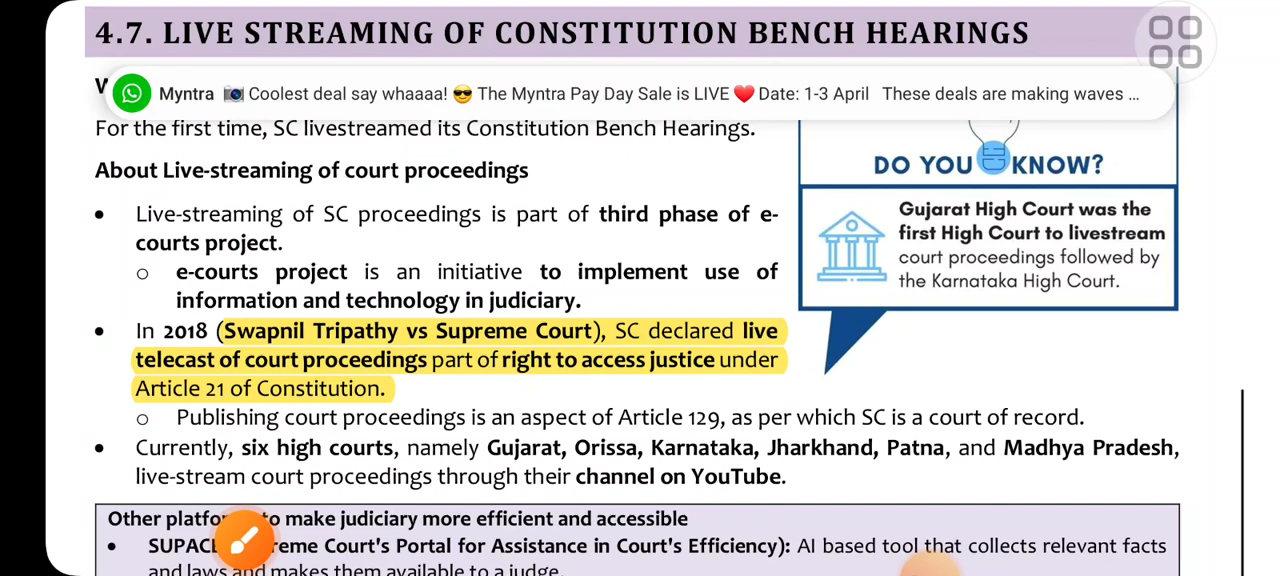 4.7. LIVE STREAMING OF CONSTITUTION BENCH HEARINGS
Myntra 📷 Coolest deal say whaaaa! 😎 The Myntra Pay Day Sale is LIVE ❤️ Date: 1-3 April These deals are making waves ...
For the first time, SC livestreamed its Constitution Bench Hearings.
About Live-streaming of court proceedings
• Live-streaming of SC proceedings is part of third phase of e-
courts project.
o e-courts project is an initiative to implement use of
information and technology in judiciary.
• In 2018 (Swapnil Tripathy vs Supreme Court), SC declared live
telecast of court proceedings part of right to access justice under
Article 21 of Constitution.
o Publishing court proceedings is an aspect of Article 129, as per which SC is a court of record.
• Currently, six high courts, namely Gujarat, Orissa, Karnataka, Jharkhand, Patna, and Madhya Pradesh,
live-stream court proceedings through their channel on YouTube.
DO YOU KNOW?
Gujarat High Court was the
first High Court to livestream
court proceedings followed by
the Karnataka High Court.
Other to make judiciary more efficient and accessible
• Court's Portal for Assistance in Court's Efficiency): AI based tool that collects relevant facts
and laws and makes them available to a judge.